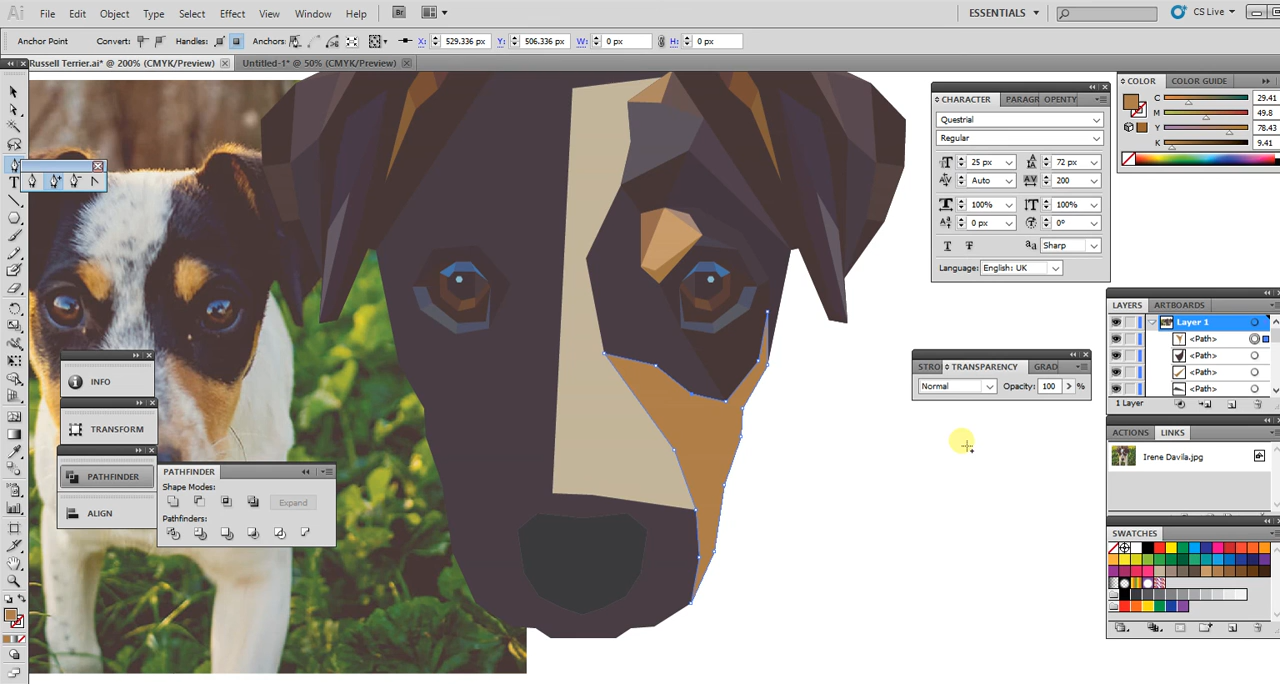 Ai File Edit Object Type Select Effect View Window Help Br ESSENTIALS CS Live
Anchor Point Convert: Handles: Anchors: X: 529.336 px Y: 506.336 px W: 0 px H: 0 px
Russell Terrier.ai* @ 200% (CMYK/Preview) Untitled-1* @ 50% (CMYK/Preview)
INFO
TRANSFORM
PATHFINDER
ALIGN
PATHFINDER
Shape Modes:
Expand
Pathfinders:
CHARACTER PARAGR OPENTY
Questrial
Regular
25 px 72 px
Auto 200
100% 100%
0 px 0°
T T aa Sharp
Language: English: UK
STRO TRANSPARENCY GRAD
Normal Opacity: 100 %
COLOR COLOR GUIDE
C 29.41
M 49.8
Y 78.43
K 9.41
LAYERS ARTBOARDS
Layer 1
<Path>
<Path>
<Path>
<Path>
1 Layer
ACTIONS LINKS
Irene Davila.jpg
SWATCHES